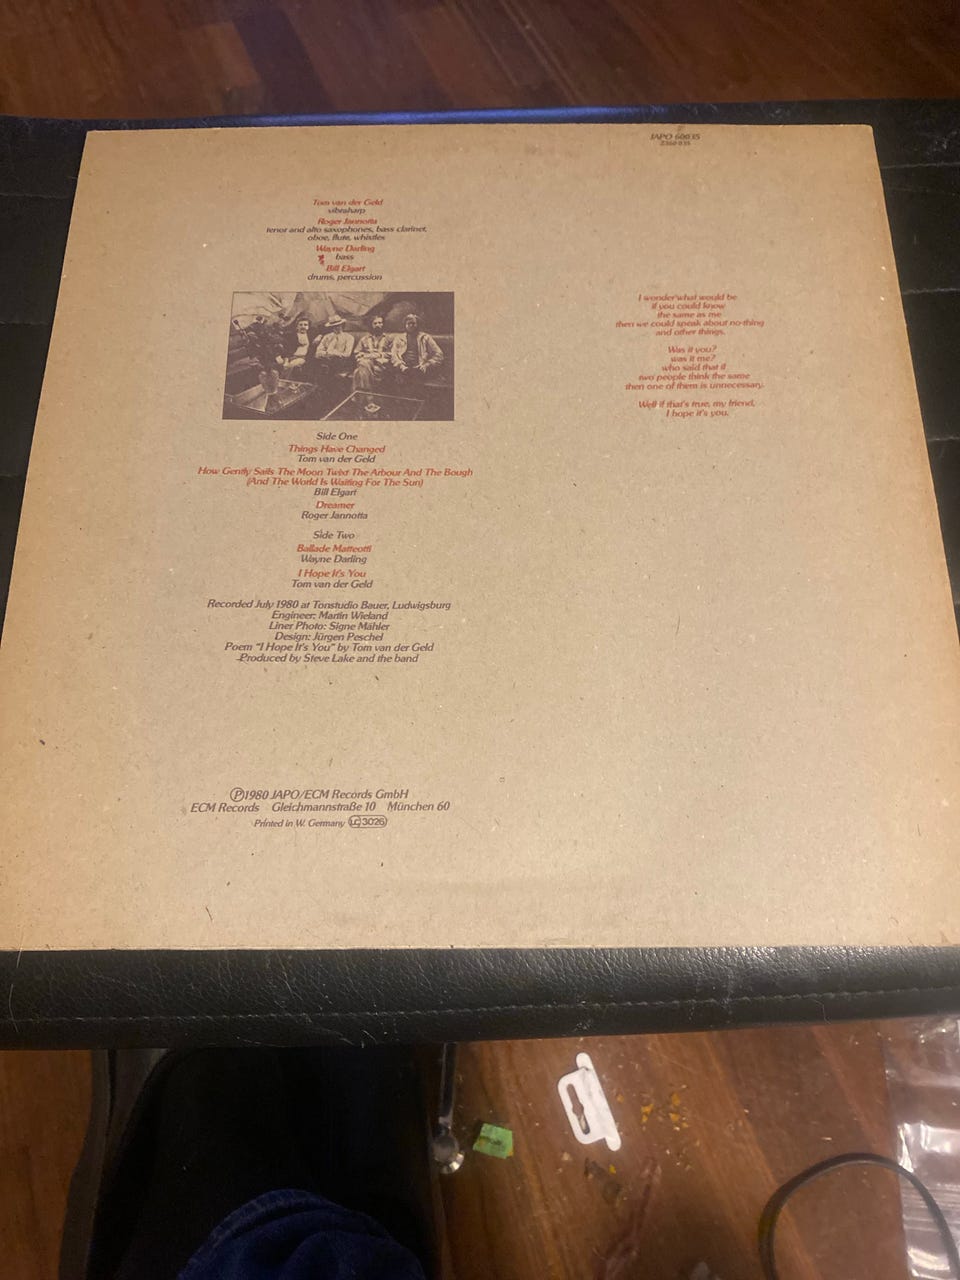 JAPO 60035
2360 035
Tom van der Geld
vibraharp
Roger Jannotta
tenor and alto saxophones, bass clarinet,
oboe, flute, whistles
Wayne Darling
bass
Bill Elgart
drums, percussion
Side One
Things Have Changed
Tom van der Geld
How Gently Sails The Moon Twixt The Arbour And The Bough
(And The World Is Waiting For The Sun)
Bill Elgart
Dreamer
Roger Jannotta
Side Two
Ballade Matteotti
Wayne Darling
I Hope It's You
Tom van der Geld
Recorded July 1980 at Tonstudio Bauer, Ludwigsburg
Engineer: Martin Wieland
Liner Photo: Signe Mähler
Design: Jürgen Peschel
Poem "I Hope It's You" by Tom van der Geld
Produced by Steve Lake and the band
Ⓟ1980 JAPO/ECM Records GmbH
ECM Records Gleichmannstraße 10 München 60
Printed in W. Germany LC 3026
I wonder what would be
if you could know
the same as me
then we could speak about no-thing
and other things.
Was it you?
was it me?
who said that if
two people think the same
then one of them is unnecessary.
Well if that's true, my friend,
I hope it's you.